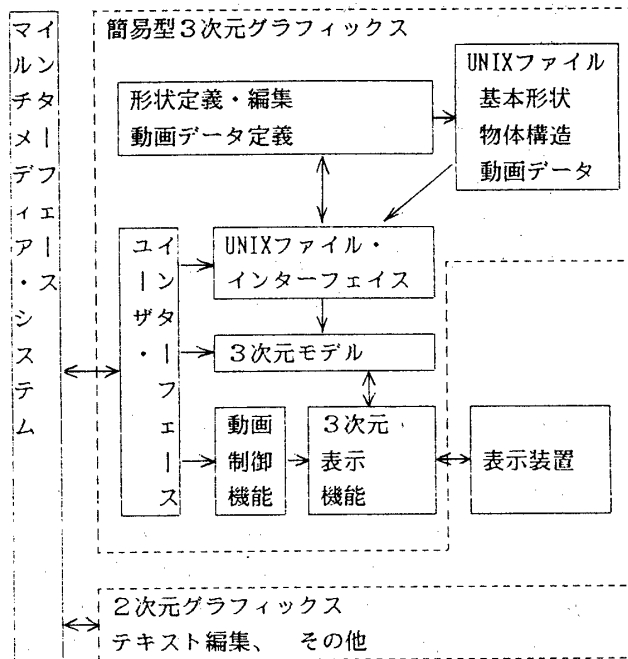 マルチメディア・システム
インターフェース
簡易型3次元グラフィックス
形状定義・編集
動画データ定義
UNIXファイル
基本形状
物体構造
動画データ
ユーザ・
インターフェース
UNIXファイル・
インターフェイス
3次元モデル
動画
制御
機能
3次元
表示
機能
表示装置
2次元グラフィックス
テキスト編集、 その他